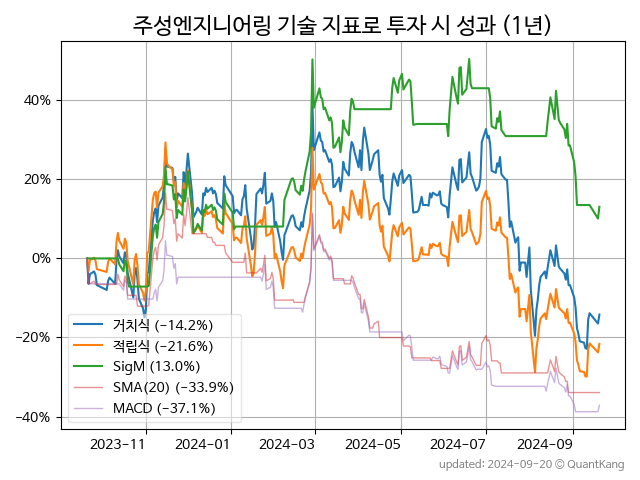 주성엔지니어링 기술 지표로 투자 시 성과 (1년)
40%
20%
0%
−20%
−40%
거치식 (−14.2%)
적립식 (−21.6%)
SigM (13.0%)
SMA(20) (−33.9%)
MACD (−37.1%)
2023-11 2024-01 2024-03 2024-05 2024-07 2024-09
updated: 2024-09-20 © QuantKang